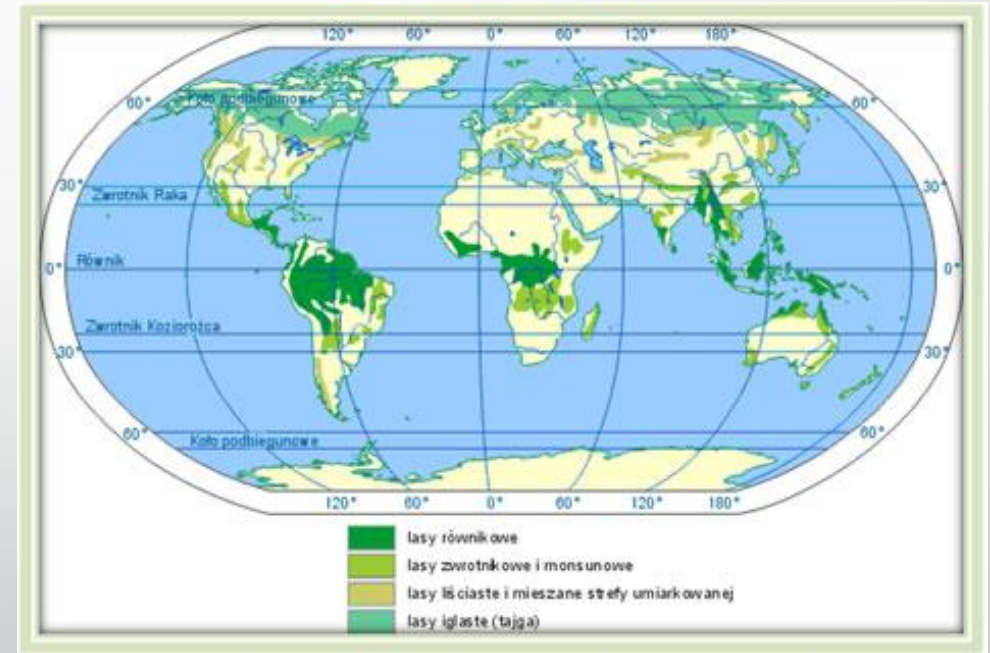 120° 60° 0° 60° 120° 180°
60° Koło podbiegunowe 60°
30° Zwrotnik Raka 30°
0° Równik 0°
Zwrotnik Koziorożca
30° 30°
60° Koło podbiegunowe 60°
120° 60° 0° 60° 120° 180°
lasy równikowe
lasy zwrotnikowe i monsunowe
lasy liściaste i mieszane strefy umiarkowanej
lasy iglaste (tajga)